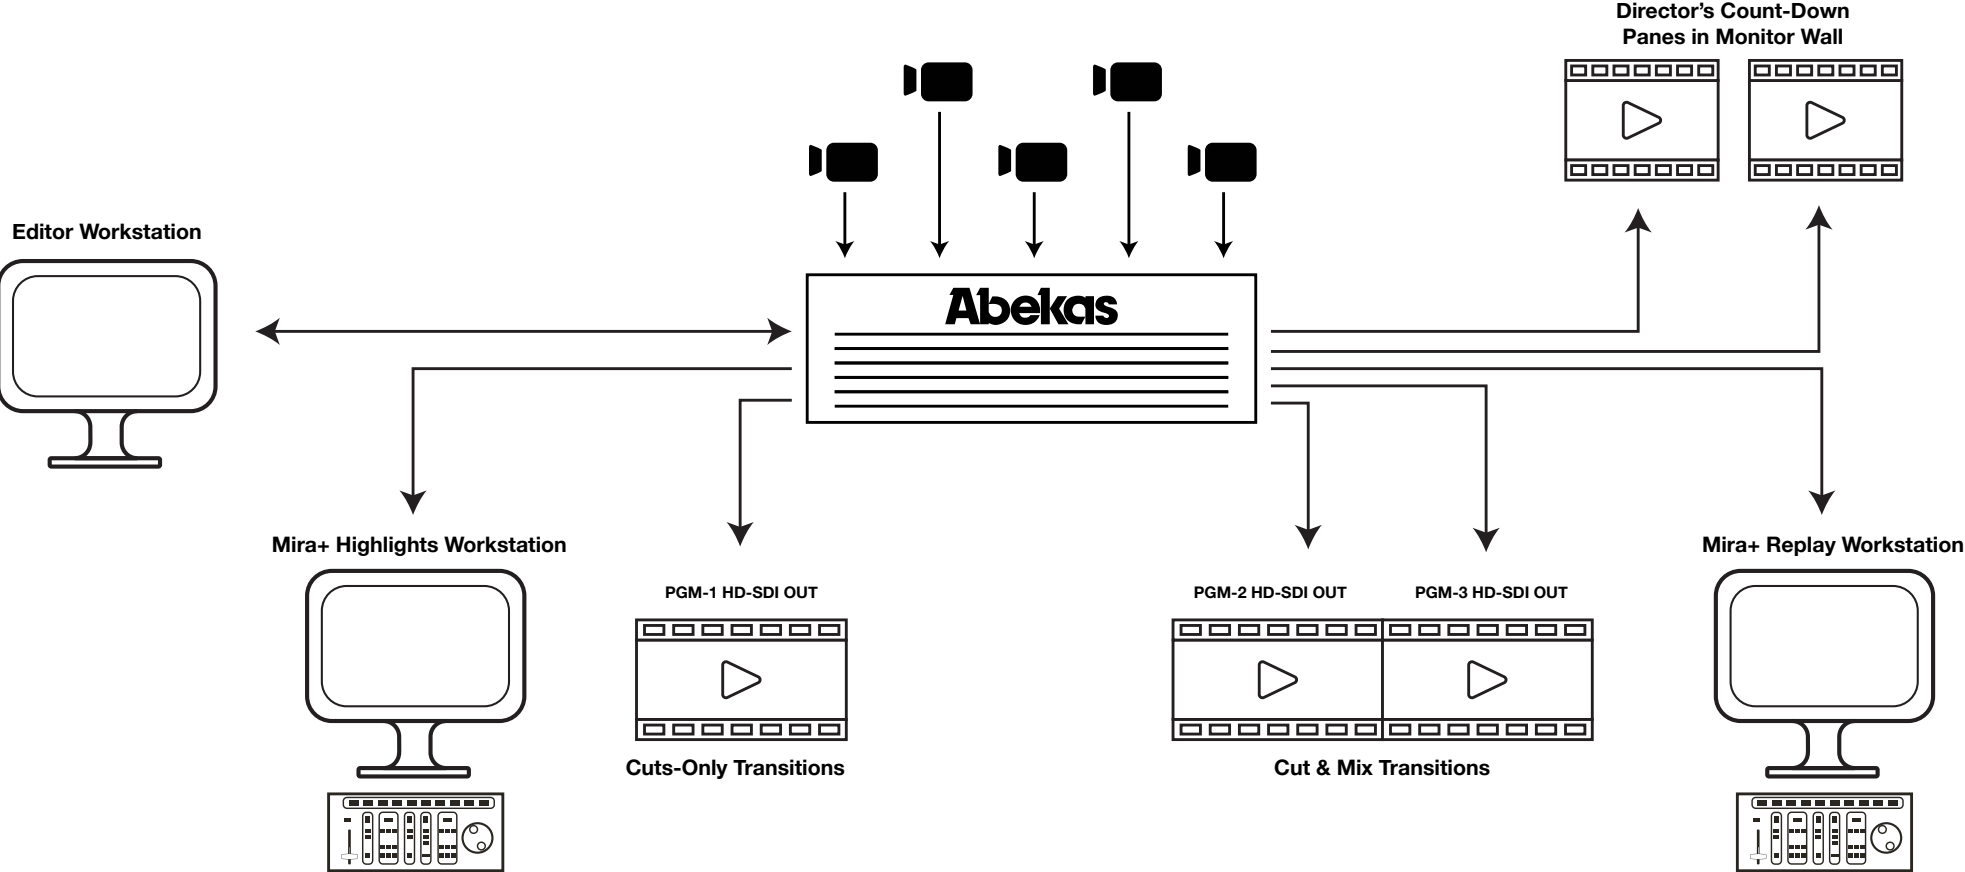 Director’s Count-Down
Panes in Monitor Wall
Editor Workstation
Abekas
Mira+ Highlights Workstation
Mira+ Replay Workstation
PGM-1 HD-SDI OUT
PGM-2 HD-SDI OUT
PGM-3 HD-SDI OUT
Cuts-Only Transitions
Cut & Mix Transitions